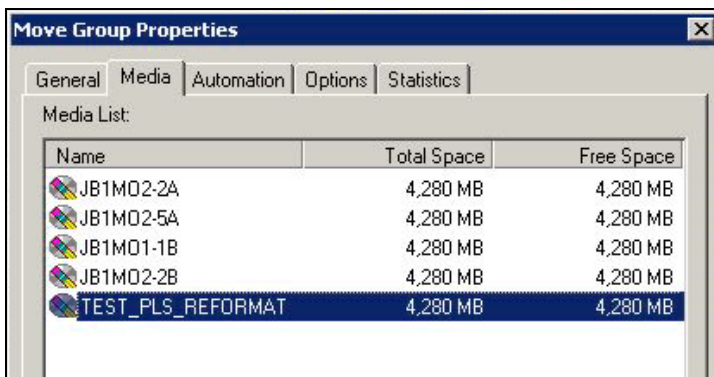 Move Group Properties
General Media Automation Options Statistics
Media List:
Name Total Space Free Space
JB1MO2-2A 4,280 MB 4,280 MB
JB1MO2-5A 4,280 MB 4,280 MB
JB1MO1-1B 4,280 MB 4,280 MB
JB1MO2-2B 4,280 MB 4,280 MB
TEST_PLS_REFORMAT 4,280 MB 4,280 MB